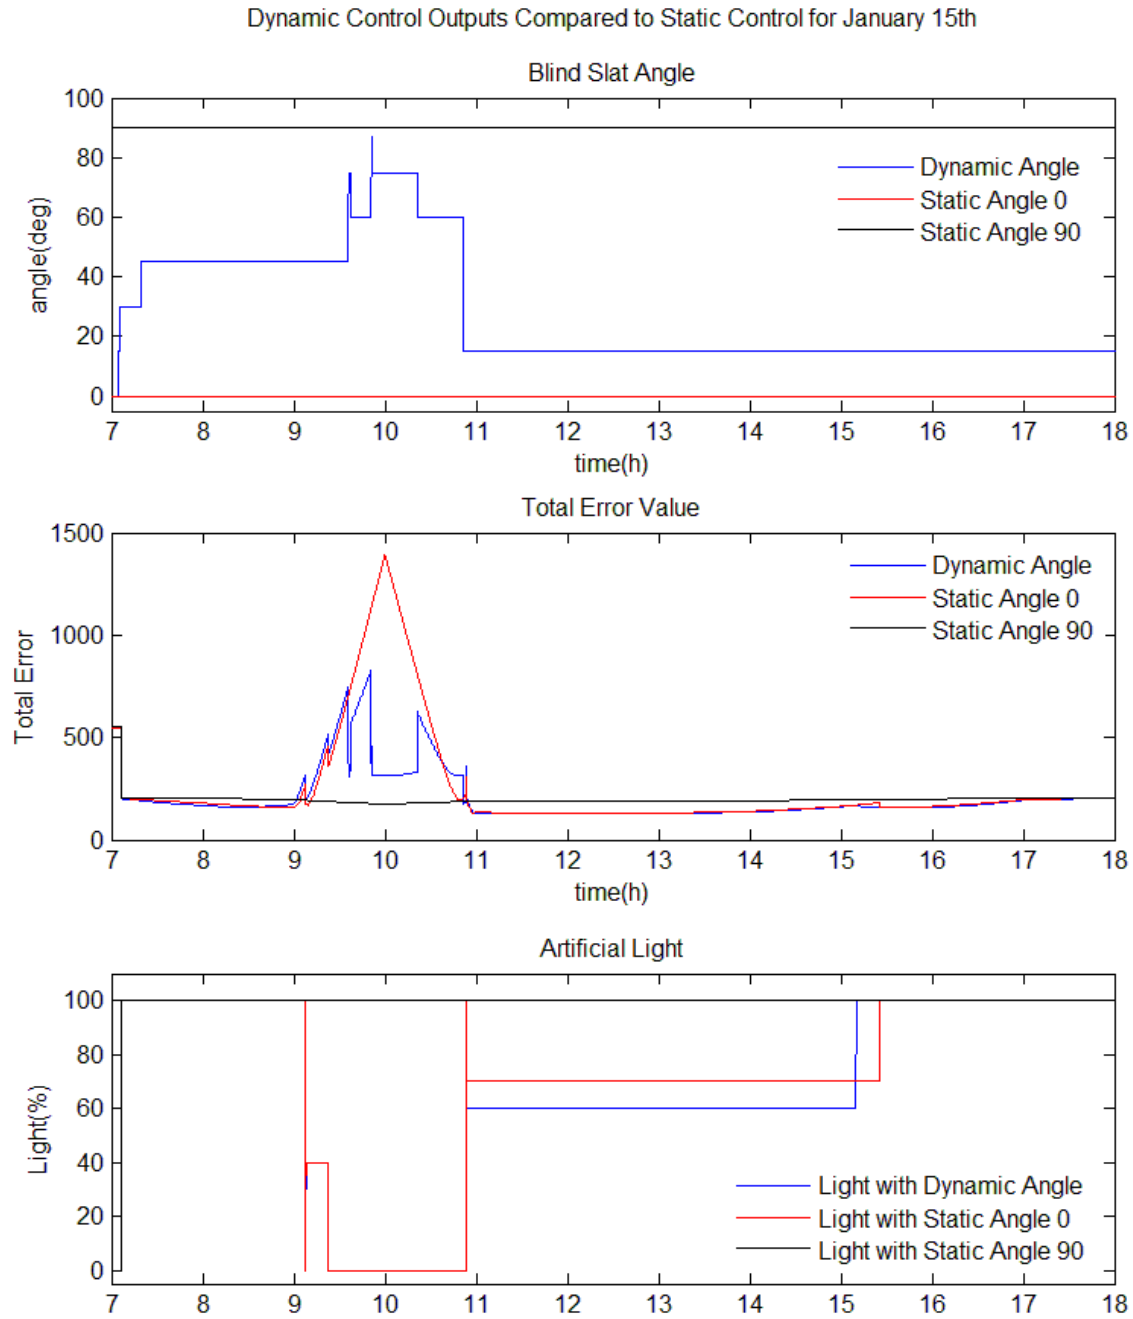 Dynamic Control Outputs Compared to Static Control for January 15th
Blind Slat Angle
100
80
60
40
20
0
angle(deg)
Dynamic Angle
Static Angle 0
Static Angle 90
7 8 9 10 11 12 13 14 15 16 17 18
time(h)
Total Error Value
1500
1000
500
0
Total Error
Dynamic Angle
Static Angle 0
Static Angle 90
7 8 9 10 11 12 13 14 15 16 17 18
time(h)
Artificial Light
100
80
60
40
20
0
Light(%)
Light with Dynamic Angle
Light with Static Angle 0
Light with Static Angle 90
7 8 9 10 11 12 13 14 15 16 17 18